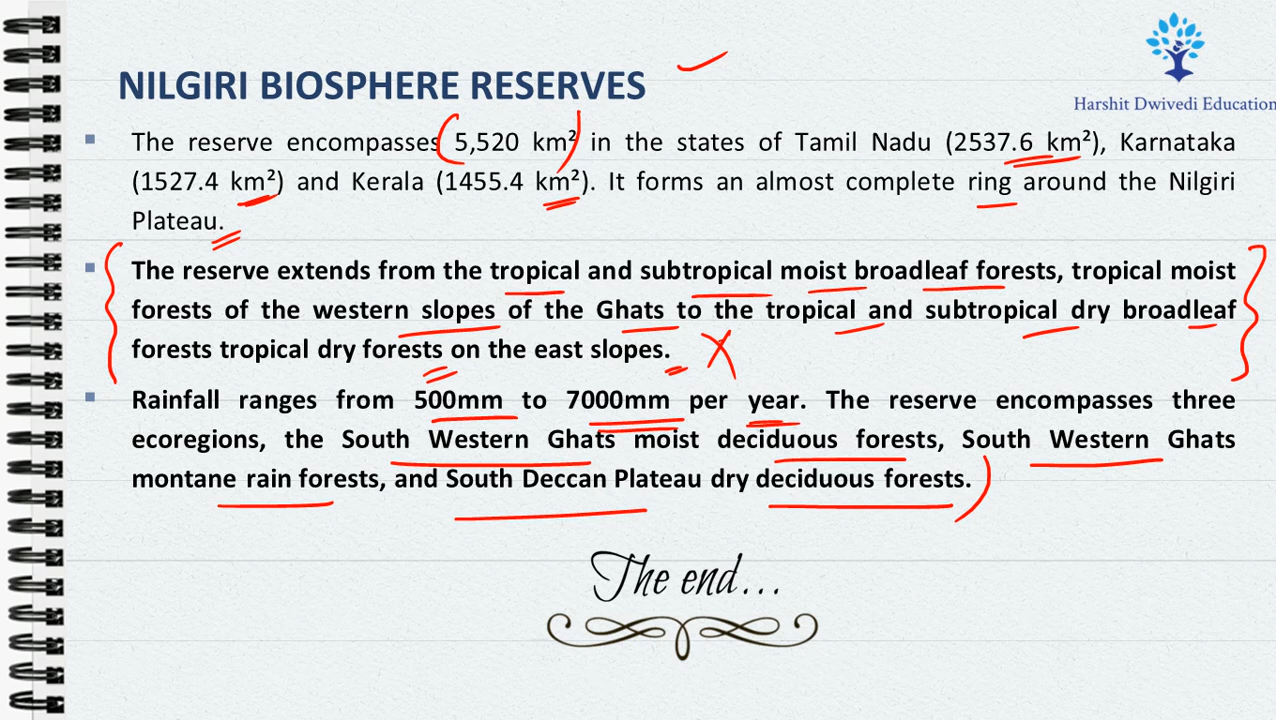 NILGIRI BIOSPHERE RESERVES
Harshit Dwivedi Education
The reserve encompasses 5,520 km² in the states of Tamil Nadu (2537.6 km²), Karnataka
(1527.4 km²) and Kerala (1455.4 km²). It forms an almost complete ring around the Nilgiri
Plateau.
The reserve extends from the tropical and subtropical moist broadleaf forests, tropical moist
forests of the western slopes of the Ghats to the tropical and subtropical dry broadleaf
forests tropical dry forests on the east slopes.
Rainfall ranges from 500mm to 7000mm per year. The reserve encompasses three
ecoregions, the South Western Ghats moist deciduous forests, South Western Ghats
montane rain forests, and South Deccan Plateau dry deciduous forests.
The end...